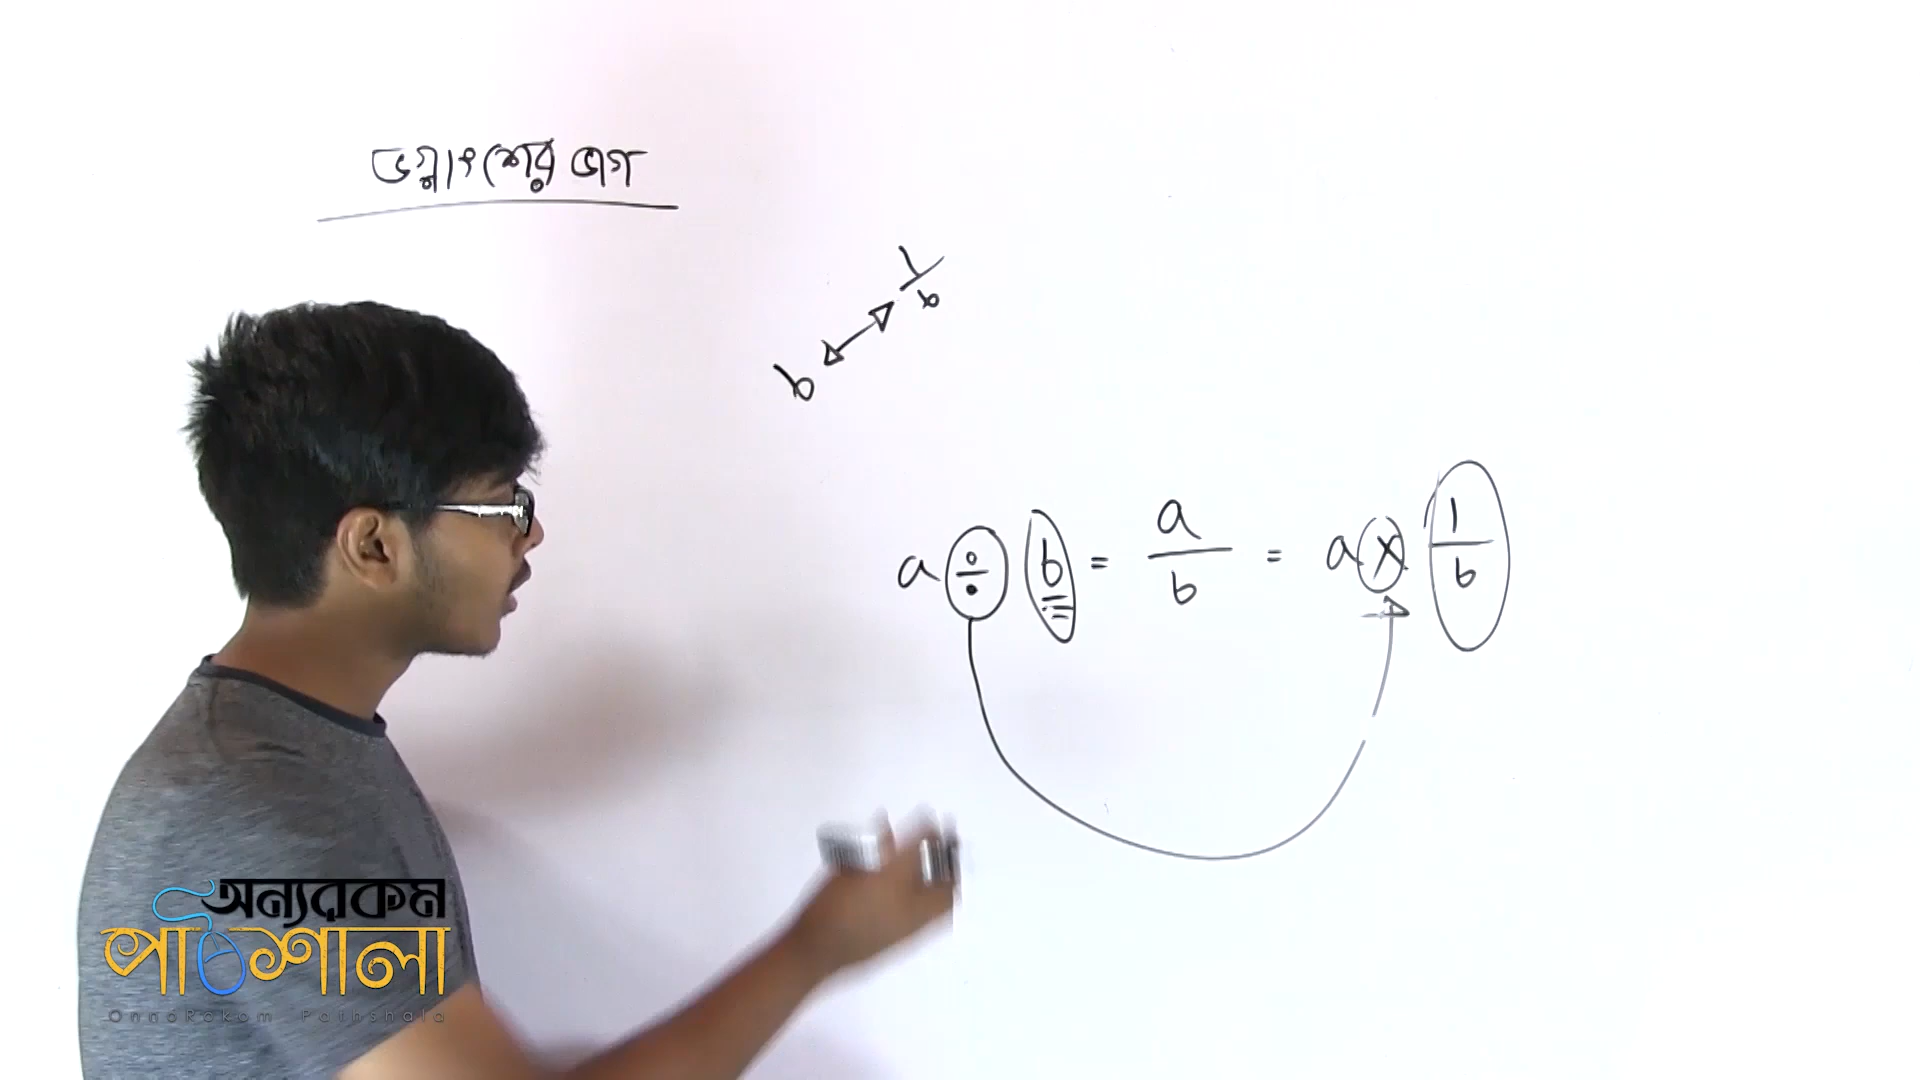 ভগ্নাংশের ভাগ
1/b
b
a ÷ b = a/b = a × 1/b
অন্যরকম
পাঠশালা
OnnoRokom Pathshala